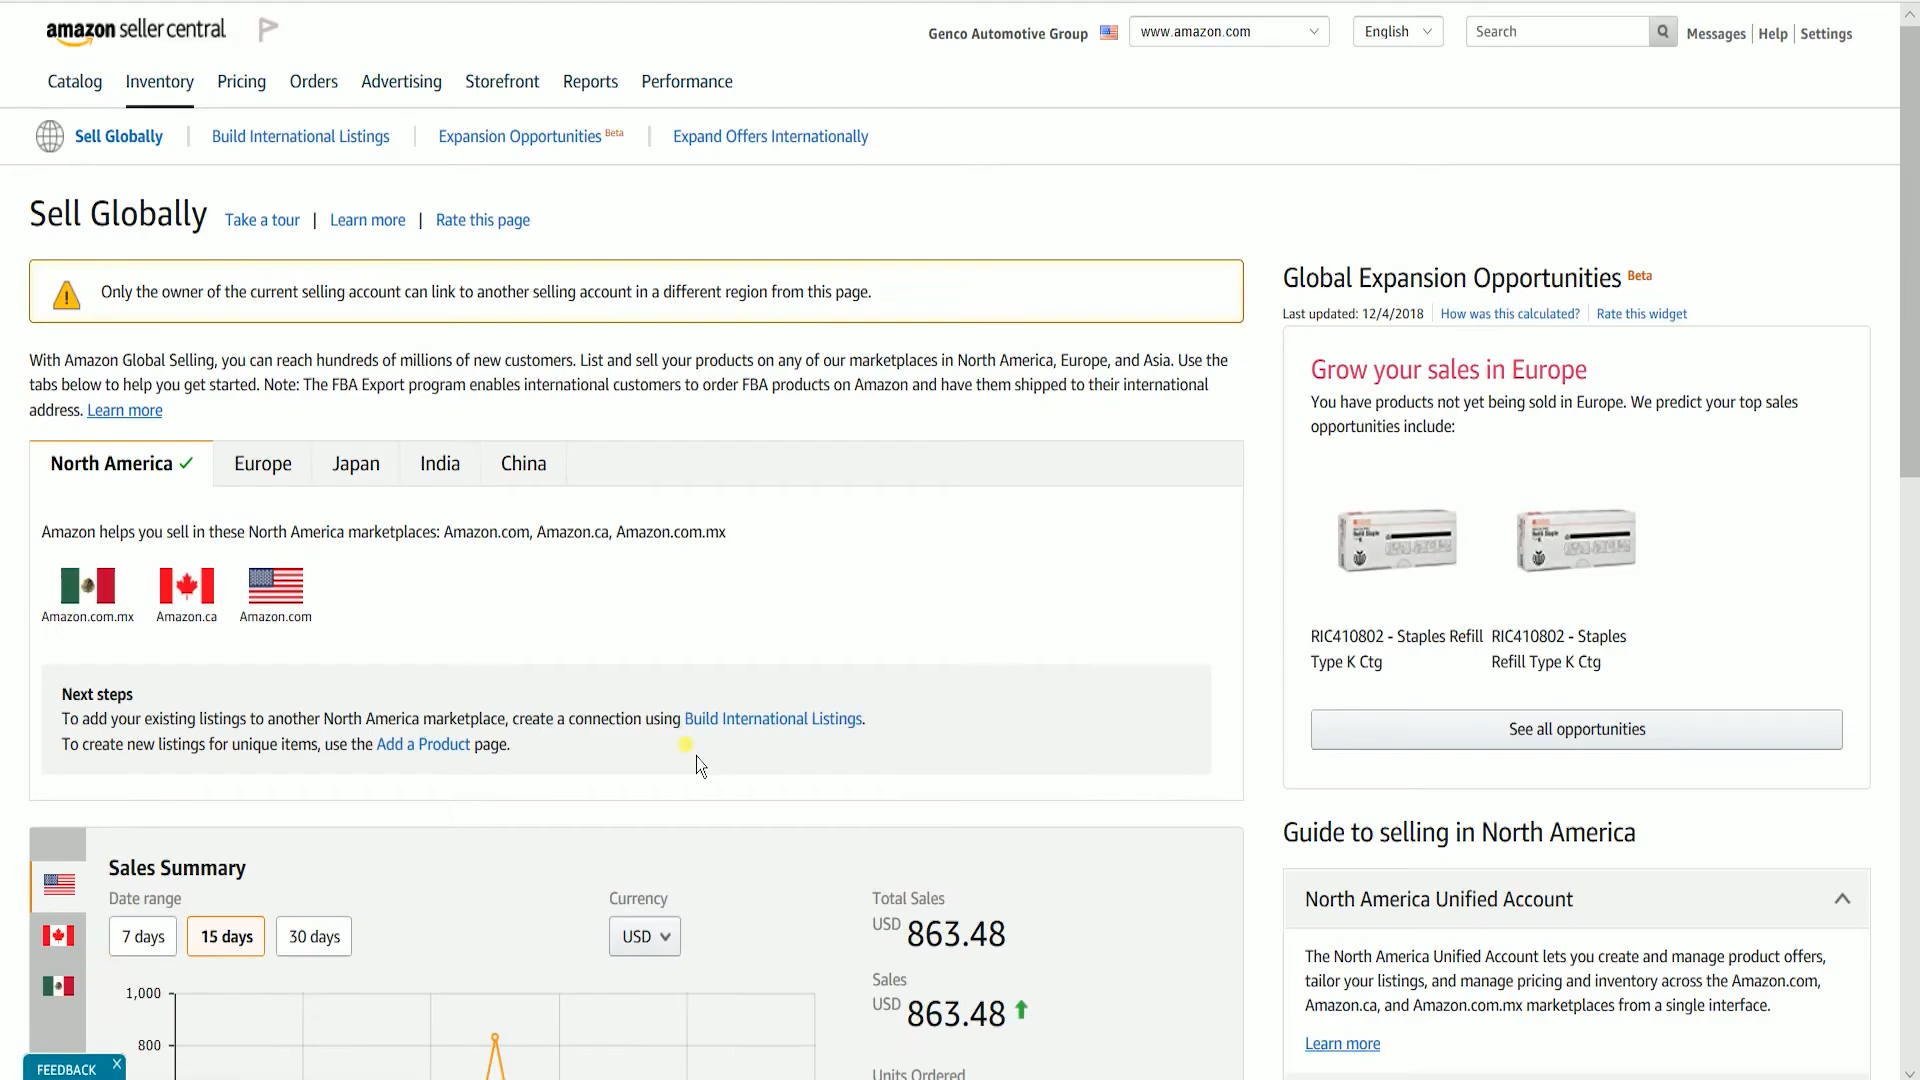 amazon seller central
Genco Automotive Group
www.amazon.com
English
Search
Messages | Help | Settings
Catalog Inventory Pricing Orders Advertising Storefront Reports Performance
Sell Globally | Build International Listings | Expansion Opportunities Beta | Expand Offers Internationally
Sell Globally Take a tour | Learn more | Rate this page
Only the owner of the current selling account can link to another selling account in a different region from this page.
With Amazon Global Selling, you can reach hundreds of millions of new customers. List and sell your products on any of our marketplaces in North America, Europe, and Asia. Use the
tabs below to help you get started. Note: The FBA Export program enables international customers to order FBA products on Amazon and have them shipped to their international
address. Learn more
North America ✓ Europe Japan India China
Amazon helps you sell in these North America marketplaces: Amazon.com, Amazon.ca, Amazon.com.mx
Amazon.com.mx Amazon.ca Amazon.com
Next steps
To add your existing listings to another North America marketplace, create a connection using Build International Listings.
To create new listings for unique items, use the Add a Product page.
Sales Summary
Date range
7 days 15 days 30 days
Currency
USD
Total Sales
USD 863.48
Sales
USD 863.48
Units Ordered
1,000
800
FEEDBACK X
Global Expansion Opportunities Beta
Last updated: 12/4/2018 | How was this calculated? | Rate this widget
Grow your sales in Europe
You have products not yet being sold in Europe. We predict your top sales
opportunities include:
RIC410802 - Staples Refill
Type K Ctg
RIC410802 - Staples
Refill Type K Ctg
See all opportunities
Guide to selling in North America
North America Unified Account
The North America Unified Account lets you create and manage product offers,
tailor your listings, and manage pricing and inventory across the Amazon.com,
Amazon.ca, and Amazon.com.mx marketplaces from a single interface.
Learn more